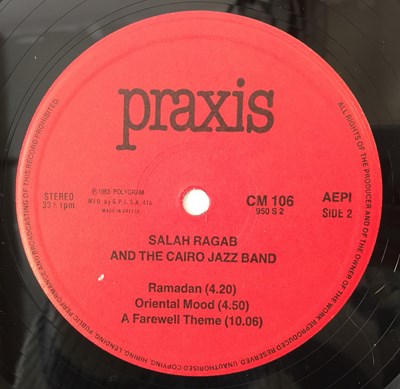 praxis
STEREO
33⅓ rpm
℗ 1983 POLYGRAM
MADE IN GREECE
CM 106
950 S 2
AEPI
SIDE 2
SALAH RAGAB
AND THE CAIRO JAZZ BAND
Ramadan (4.20)
Oriental Mood (4.50)
A Farewell Theme (10.06)
ALL RIGHTS OF THE PRODUCER AND OF THE OWNER OF THE WORK REPRODUCED RESERVED. UNAUTHORISED COPYING, HIRING, LENDING, PUBLIC PERFORMANCE AND BROADCASTING OF THIS RECORD PROHIBITED.